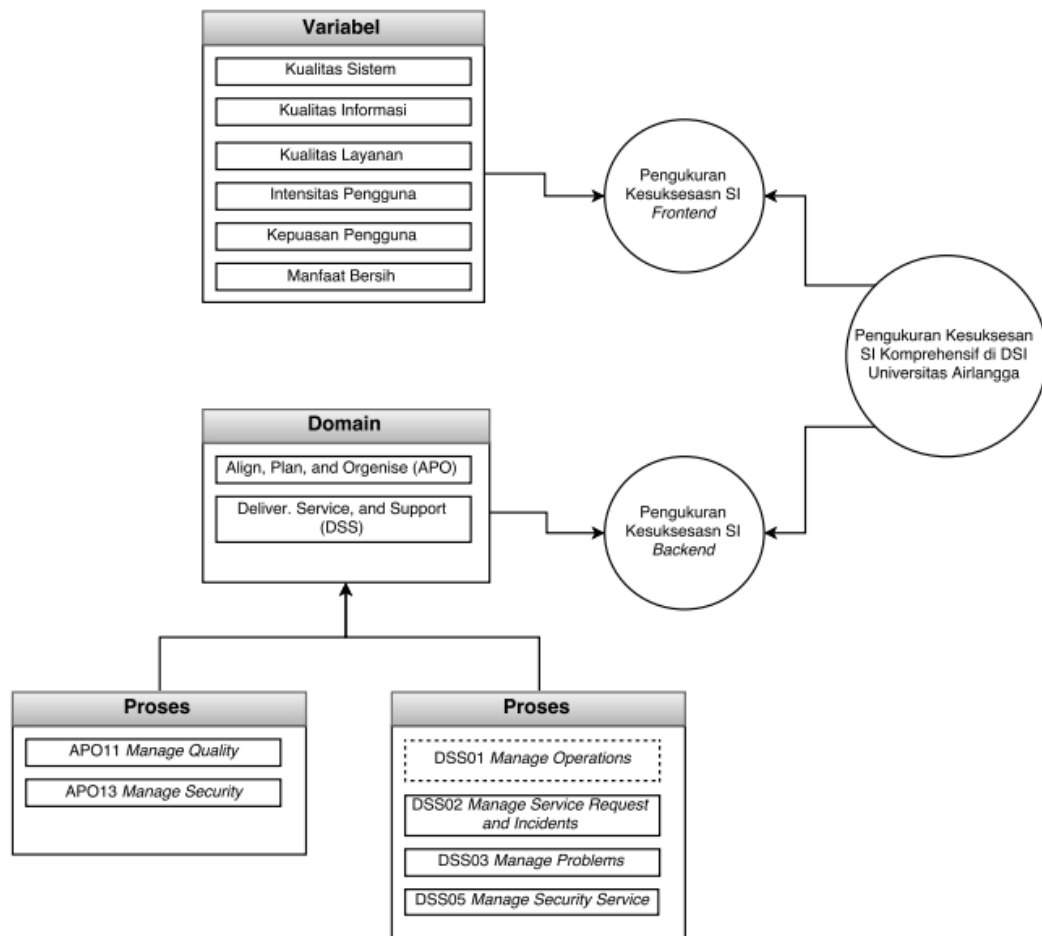 Variabel
Kualitas Sistem
Kualitas Informasi
Kualitas Layanan
Intensitas Pengguna
Kepuasan Pengguna
Manfaat Bersih
Pengukuran
Kesuksesasn SI
Frontend
Pengukuran Kesuksesan
SI Komprehensif di DSI
Universitas Airlangga
Domain
Align, Plan, and Orgenise (APO)
Deliver. Service, and Support
(DSS)
Pengukuran
Kesuksesasn SI
Backend
Proses
APO11 Manage Quality
APO13 Manage Security
Proses
DSS01 Manage Operations
DSS02 Manage Service Request
and Incidents
DSS03 Manage Problems
DSS05 Manage Security Service